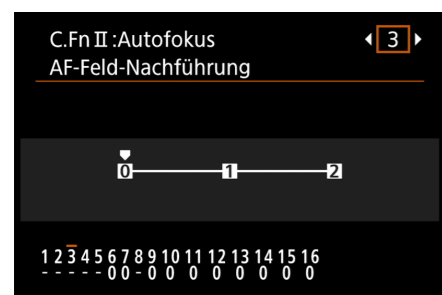 C.Fn II :Autofokus 3
AF-Feld-Nachführung
0 1 2
1 2 3 4 5 6 7 8 9 10 11 12 13 14 15 16
- - - - - 0 0 - 0 0 0 0 0 0 0 0